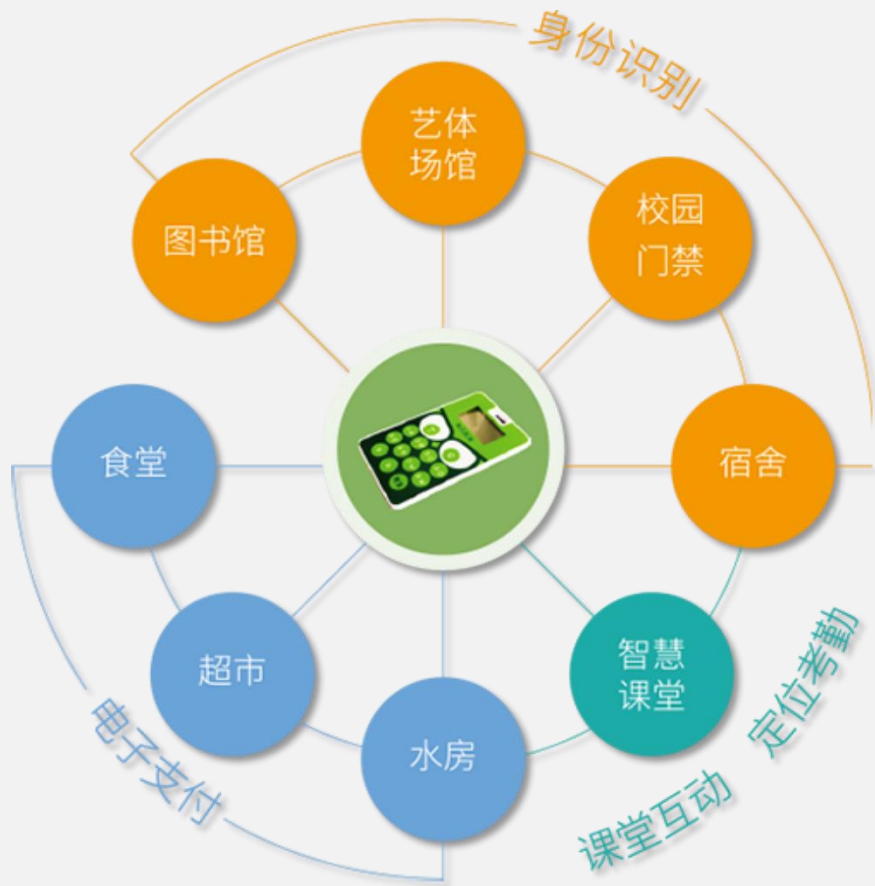 身份识别
艺体
场馆
图书馆
校园
门禁
食堂
宿舍
超市
智慧
课堂
水房
电子支付
定位考勤
课堂互动